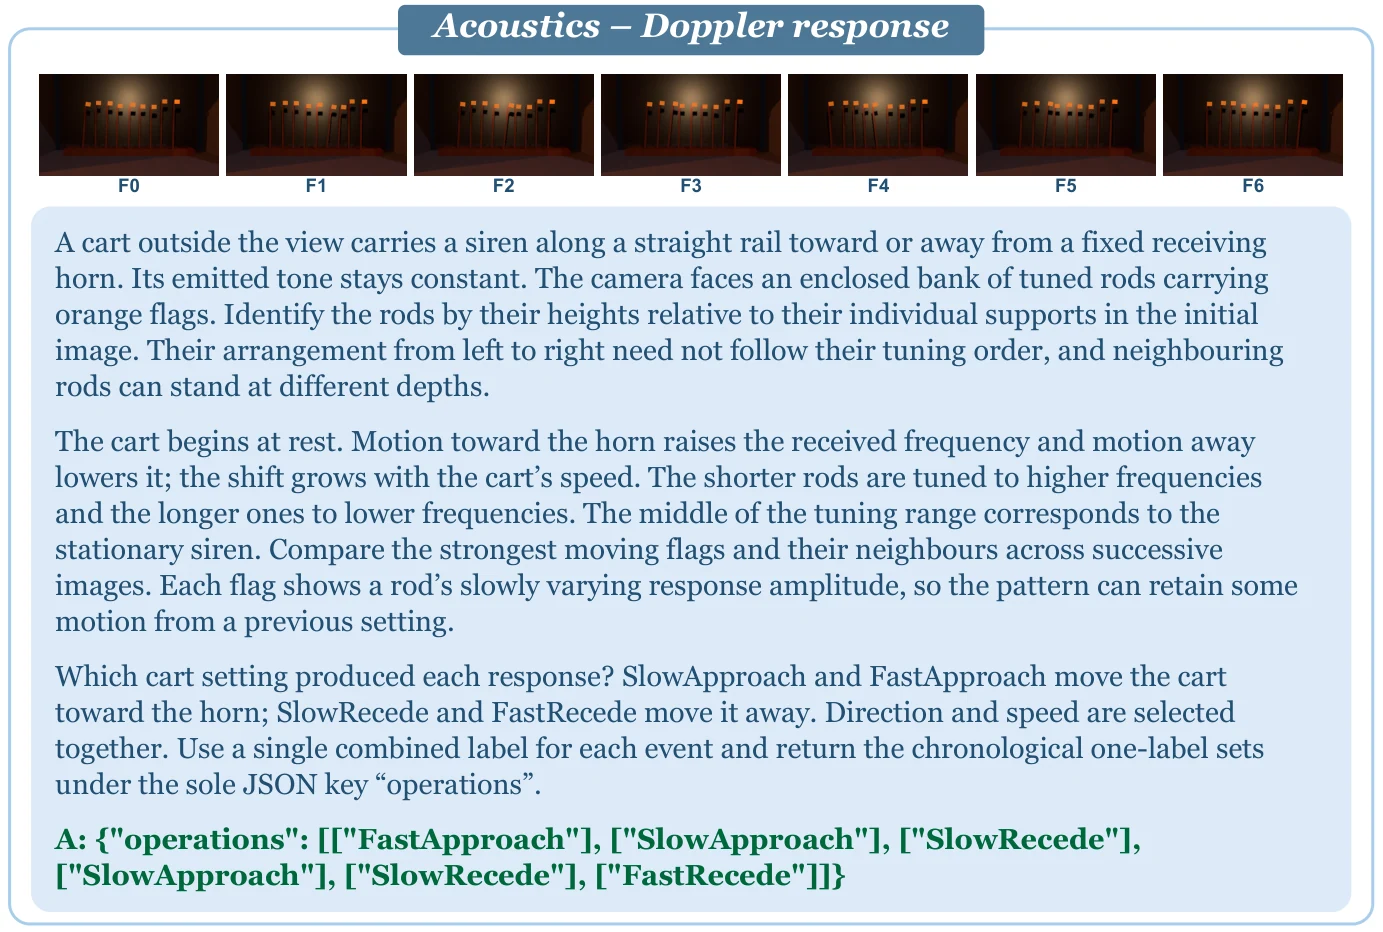 Acoustics – Doppler response
F0 F1 F2 F3 F4 F5 F6
A cart outside the view carries a siren along a straight rail toward or away from a fixed receiving
horn. Its emitted tone stays constant. The camera faces an enclosed bank of tuned rods carrying
orange flags. Identify the rods by their heights relative to their individual supports in the initial
image. Their arrangement from left to right need not follow their tuning order, and neighbouring
rods can stand at different depths.
The cart begins at rest. Motion toward the horn raises the received frequency and motion away
lowers it; the shift grows with the cart’s speed. The shorter rods are tuned to higher frequencies
and the longer ones to lower frequencies. The middle of the tuning range corresponds to the
stationary siren. Compare the strongest moving flags and their neighbours across successive
images. Each flag shows a rod’s slowly varying response amplitude, so the pattern can retain some
motion from a previous setting.
Which cart setting produced each response? SlowApproach and FastApproach move the cart
toward the horn; SlowRecede and FastRecede move it away. Direction and speed are selected
together. Use a single combined label for each event and return the chronological one-label sets
under the sole JSON key “operations”.
A: {"operations": [["FastApproach"], ["SlowApproach"], ["SlowRecede"],
["SlowApproach"], ["SlowRecede"], ["FastRecede"]]}